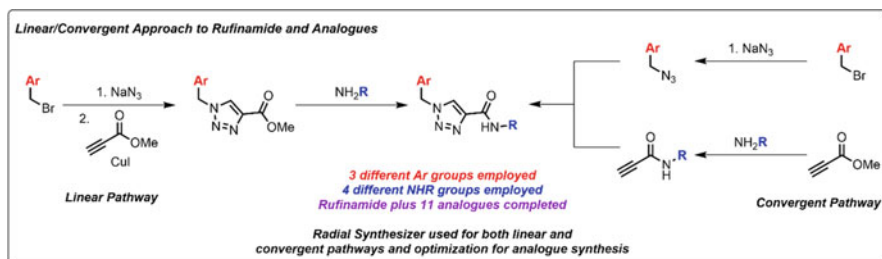 Linear/Convergent Approach to Rufinamide and Analogues
Ar
Br
1. NaN3
2.
O
OMe
CuI
Linear Pathway
Ar
N
N=N
O
OMe
NH2R
Ar
N
N=N
O
HN-R
3 different Ar groups employed
4 different NHR groups employed
Rufinamide plus 11 analogues completed
Radial Synthesizer used for both linear and
convergent pathways and optimization for analogue synthesis
Ar
N3
1. NaN3
Ar
Br
O
N
H
R
NH2R
O
OMe
Convergent Pathway